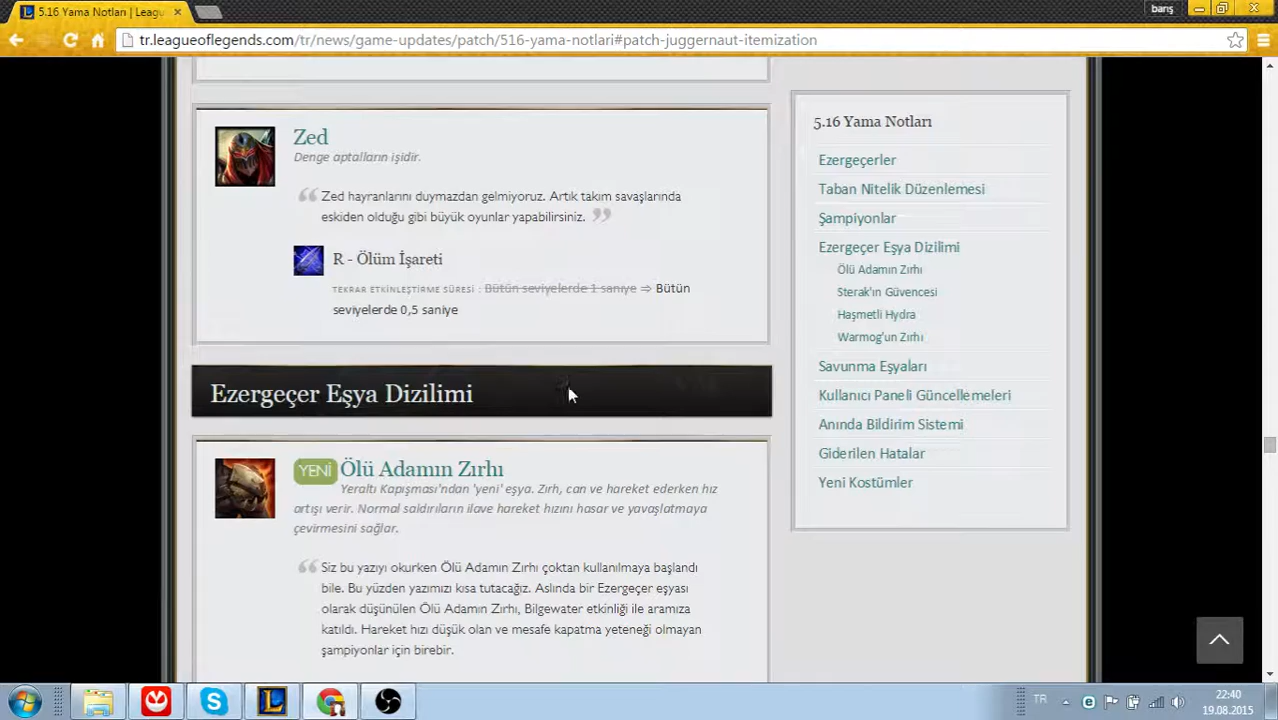 5.16 Yama Notları | Leagu
barış
tr.leagueoflegends.com/tr/news/game-updates/patch/516-yama-notlari#patch-juggernaut-itemization
Zed
Denge aptalların işidir.
Zed hayranlarını duymazdan gelmiyoruz. Artık takım savaşlarında
eskiden olduğu gibi büyük oyunlar yapabilirsiniz.
R - Ölüm İşareti
TEKRAR ETKİNLEŞTİRME SÜRESİ : Bütün seviyelerde 1 saniye ⇒ Bütün
seviyelerde 0,5 saniye
Ezergeçer Eşya Dizilimi
YENİ Ölü Adamın Zırhı
Yeraltı Kapışması'ndan 'yeni' eşya. Zırh, can ve hareket ederken hız
artışı verir. Normal saldırıların ilave hareket hızını hasar ve yavaşlatmaya
çevirmesini sağlar.
Siz bu yazıyı okurken Ölü Adamın Zırhı çoktan kullanılmaya başlandı
bile. Bu yüzden yazımızı kısa tutacağız. Aslında bir Ezergeçer eşyası
olarak düşünülen Ölü Adamın Zırhı, Bilgewater etkinliği ile aramıza
katıldı. Hareket hızı düşük olan ve mesafe kapatma yeteneği olmayan
şampiyonlar için birebir.
5.16 Yama Notları
Ezergeçerler
Taban Nitelik Düzenlemesi
Şampiyonlar
Ezergeçer Eşya Dizilimi
Ölü Adamın Zırhı
Sterak'ın Güvencesi
Haşmetli Hydra
Warmog'un Zırhı
Savunma Eşyaları
Kullanıcı Paneli Güncellemeleri
Anında Bildirim Sistemi
Giderilen Hatalar
Yeni Kostümler
TR
22:40
19.08.2015